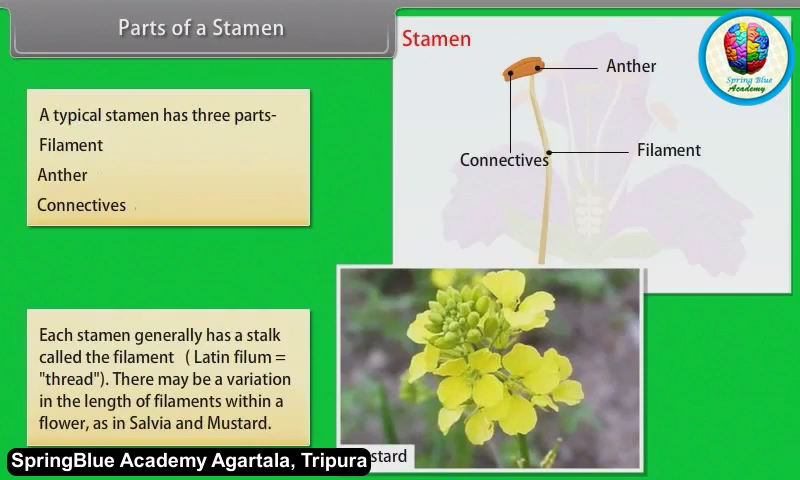 Parts of a Stamen
Stamen
Spring Blue
Academy
Anther
Connectives
Filament
A typical stamen has three parts-
Filament
Anther
Connectives
Each stamen generally has a stalk
called the filament ( Latin filum =
"thread"). There may be a variation
in the length of filaments within a
flower, as in Salvia and Mustard.
SpringBlue Academy Agartala, Tripura